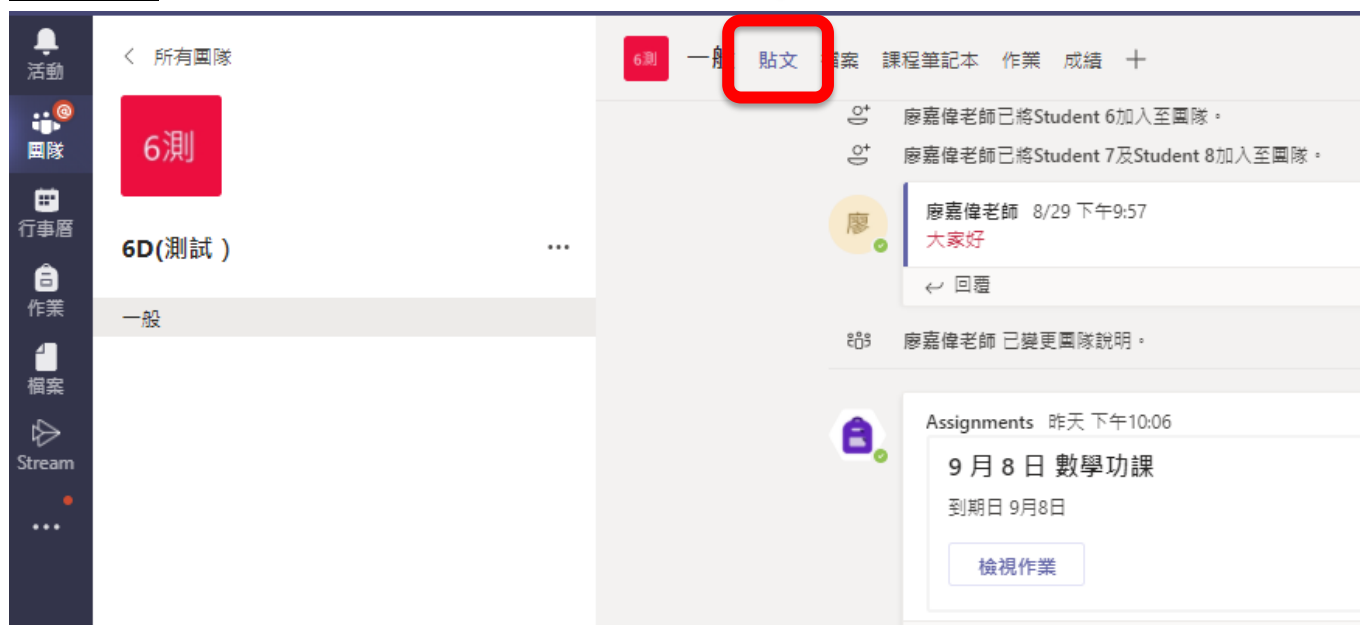 活動
團隊
行事曆
作業
檔案
Stream
所有團隊
6測
6D(測試)
一般
6測 一般 貼文 檔案 課程筆記本 作業 成績
廖嘉偉老師已將Student 6加入至團隊。
廖嘉偉老師已將Student 7及Student 8加入至團隊。
廖
廖嘉偉老師 8/29 下午9:57
大家好
回覆
廖嘉偉老師 已變更團隊說明。
Assignments 昨天 下午10:06
9 月 8 日 數學功課
到期日 9月8日
檢視作業